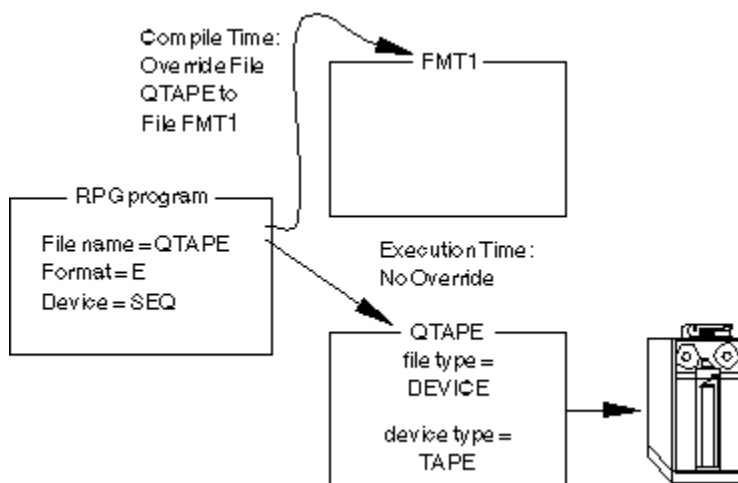 Compile Time:
Override File
QTAPE to
File FMT1
FMT1
RPG program
File name = QTAPE
Format = E
Device = SEQ
Execution Time:
No Override
QTAPE
file type =
DEVICE
device type =
TAPE